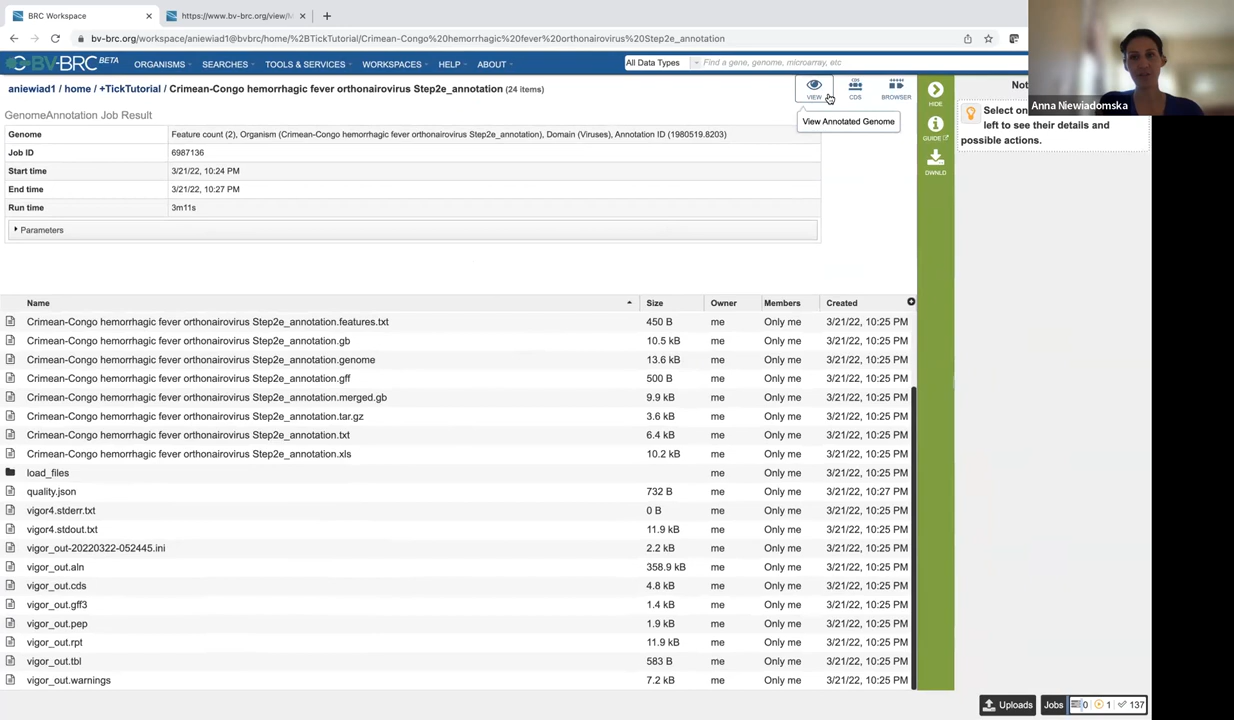 BRC Workspace
https://www.bv-brc.org/view/
bv-brc.org/workspace/aniewiad1@bvbrc/home/%2BTickTutorial/Crimean-Congo%20hemorrhagic%20fever%20orthonairovirus%20Step2e_annotation
BV-BRC BETA ORGANISMS SEARCHES TOOLS & SERVICES WORKSPACES HELP ABOUT All Data Types Find a gene, genome, microarray, etc
aniewiad1 / home / +TickTutorial / Crimean-Congo hemorrhagic fever orthonairovirus Step2e_annotation (24 items)
VIEW CDS CDS BROWSER HIDE
GenomeAnnotation Job Result
View Annotated Genome
Anna Niewiadomska
Select on
left to see their details and
possible actions.
GUIDE
DWNLD
Genome Feature count (2), Organism (Crimean-Congo hemorrhagic fever orthonairovirus Step2e_annotation), Domain (Viruses), Annotation ID (1980519.8203)
Job ID 6987136
Start time 3/21/22, 10:24 PM
End time 3/21/22, 10:27 PM
Run time 3m11s
Parameters
Name Size Owner Members Created
Crimean-Congo hemorrhagic fever orthonairovirus Step2e_annotation.features.txt 450 B me Only me 3/21/22, 10:25 PM
Crimean-Congo hemorrhagic fever orthonairovirus Step2e_annotation.gb 10.5 kB me Only me 3/21/22, 10:25 PM
Crimean-Congo hemorrhagic fever orthonairovirus Step2e_annotation.genome 13.6 kB me Only me 3/21/22, 10:25 PM
Crimean-Congo hemorrhagic fever orthonairovirus Step2e_annotation.gff 500 B me Only me 3/21/22, 10:25 PM
Crimean-Congo hemorrhagic fever orthonairovirus Step2e_annotation.merged.gb 9.9 kB me Only me 3/21/22, 10:25 PM
Crimean-Congo hemorrhagic fever orthonairovirus Step2e_annotation.tar.gz 3.6 kB me Only me 3/21/22, 10:25 PM
Crimean-Congo hemorrhagic fever orthonairovirus Step2e_annotation.txt 6.4 kB me Only me 3/21/22, 10:25 PM
Crimean-Congo hemorrhagic fever orthonairovirus Step2e_annotation.xls 10.2 kB me Only me 3/21/22, 10:25 PM
load_files me Only me 3/21/22, 10:25 PM
quality.json 732 B me Only me 3/21/22, 10:27 PM
vigor4.stderr.txt 0 B me Only me 3/21/22, 10:25 PM
vigor4.stdout.txt 11.9 kB me Only me 3/21/22, 10:25 PM
vigor_out-20220322-052445.ini 2.2 kB me Only me 3/21/22, 10:25 PM
vigor_out.aln 358.9 kB me Only me 3/21/22, 10:25 PM
vigor_out.cds 4.8 kB me Only me 3/21/22, 10:25 PM
vigor_out.gff3 1.4 kB me Only me 3/21/22, 10:25 PM
vigor_out.pep 1.9 kB me Only me 3/21/22, 10:25 PM
vigor_out.rpt 11.9 kB me Only me 3/21/22, 10:25 PM
vigor_out.tbl 583 B me Only me 3/21/22, 10:25 PM
vigor_out.warnings 7.2 kB me Only me 3/21/22, 10:25 PM
Uploads Jobs 0 1 137